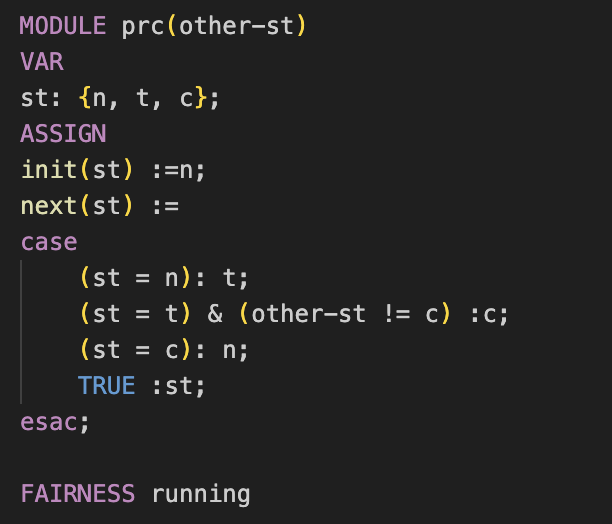 MODULE prc(other-st)
VAR
st: {n, t, c};
ASSIGN
init(st) :=n;
next(st) :=
case
    (st = n): t;
    (st = t) & (other-st != c) :c;
    (st = c): n;
    TRUE :st;
esac;

FAIRNESS running